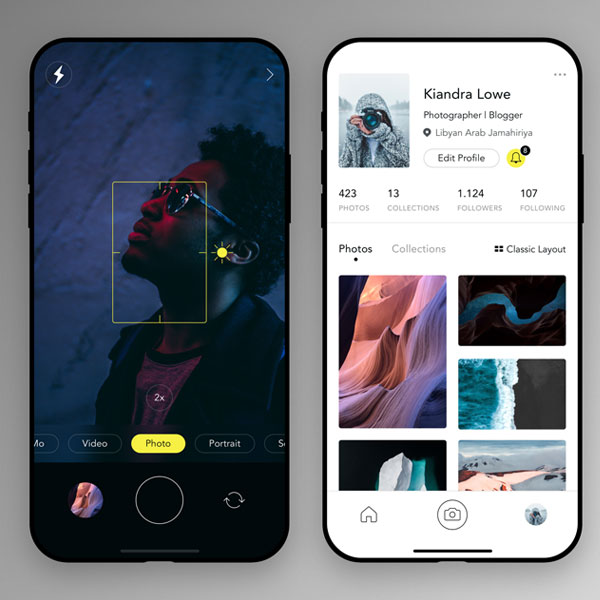 2x
Mo
Video
Photo
Portrait
Kiandra Lowe
Photographer | Blogger
Libyan Arab Jamahiriya
Edit Profile
8
423
13
1.124
107
PHOTOS
COLLECTIONS
FOLLOWERS
FOLLOWING
Photos
Collections
Classic Layout